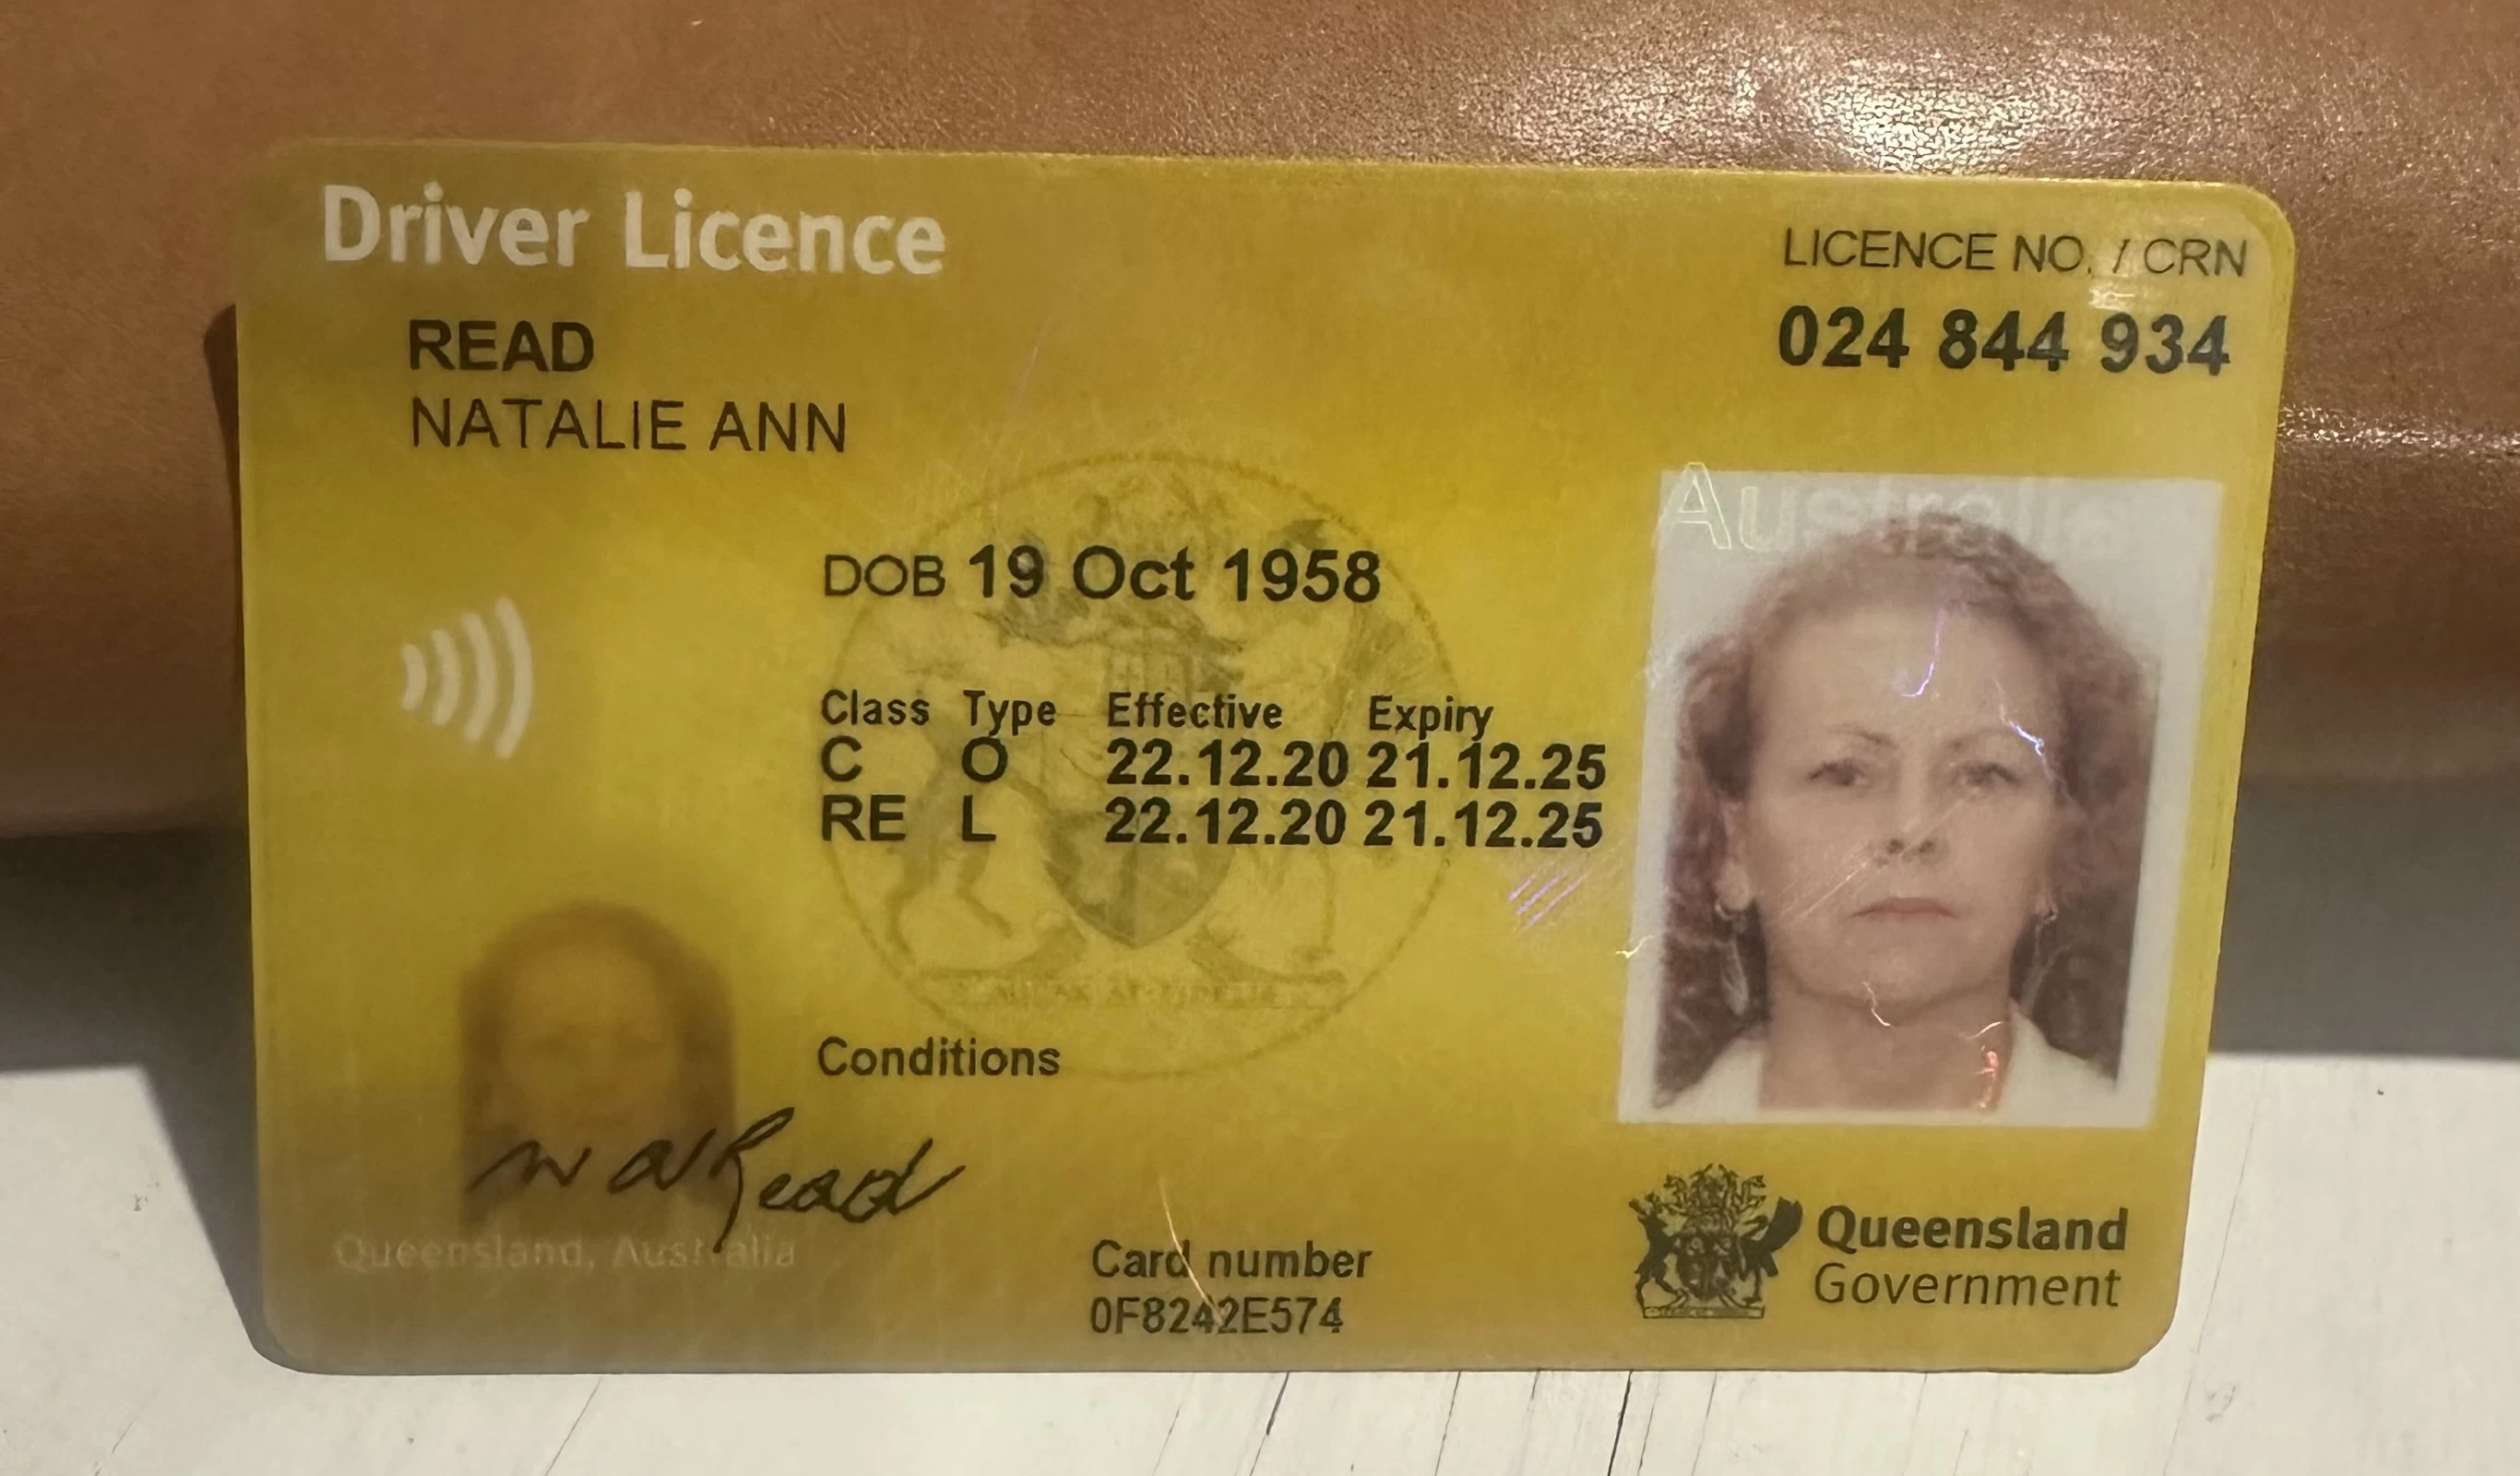 Driver Licence
LICENCE NO. / CRN
024 844 934
READ
NATALIE ANN
Australia
DOB 19 Oct 1958
Class Type Effective Expiry
C O 22.12.20 21.12.25
RE L 22.12.20 21.12.25
Conditions
Read
Queensland, Australia
Card number
0F8242E574
Queensland
Government